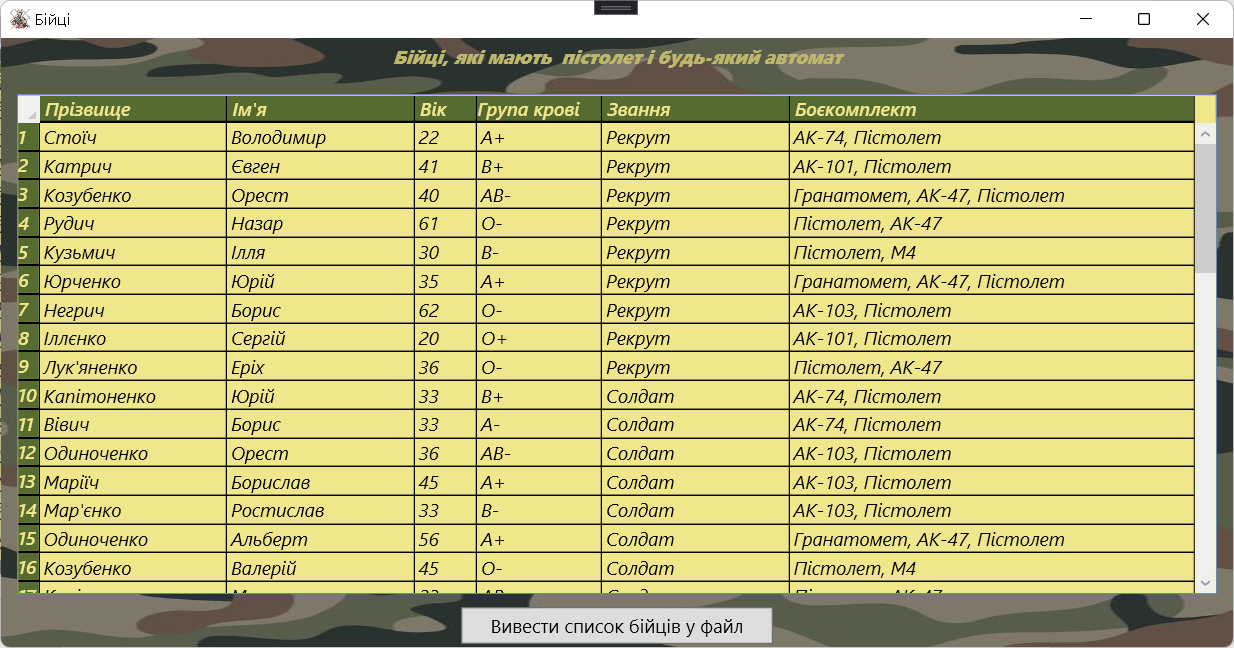 Бійці
Бійці, які мають пістолет і будь-який автомат
Прізвище Ім'я Вік Група крові Звання Боєкомплект
1 Стоїч Володимир 22 A+ Рекрут АК-74, Пістолет
2 Катрич Євген 41 B+ Рекрут АК-101, Пістолет
3 Козубенко Орест 40 AB- Рекрут Гранатомет, АК-47, Пістолет
4 Рудич Назар 61 O- Рекрут Пістолет, АК-47
5 Кузьмич Ілля 30 B- Рекрут Пістолет, М4
6 Юрченко Юрій 35 A+ Рекрут Гранатомет, АК-47, Пістолет
7 Негрич Борис 62 O- Рекрут АК-103, Пістолет
8 Іллєнко Сергій 20 O+ Рекрут АК-101, Пістолет
9 Лук'яненко Еріх 36 O- Рекрут Пістолет, АК-47
10 Капітоненко Юрій 33 B+ Солдат АК-74, Пістолет
11 Вівич Борис 33 A- Солдат АК-74, Пістолет
12 Одиноченко Орест 36 AB- Солдат АК-103, Пістолет
13 Маріїч Борислав 45 A+ Солдат АК-103, Пістолет
14 Мар'єнко Ростислав 33 B- Солдат АК-103, Пістолет
15 Одиноченко Альберт 56 A+ Солдат Гранатомет, АК-47, Пістолет
16 Козубенко Валерій 45 O- Солдат Пістолет, М4
Вивести список бійців у файл